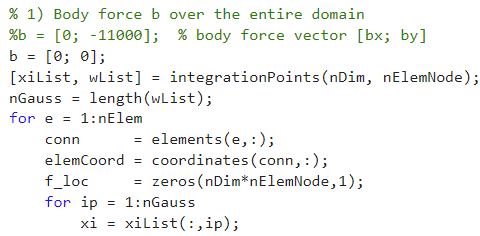 % 1) Body force b over the entire domain
%b = [0; -11000];  % body force vector [bx; by]
b = [0; 0];
[xiList, wList] = integrationPoints(nDim, nElemNode);
nGauss = length(wList);
for e = 1:nElem
    conn      = elements(e,:);
    elemCoord = coordinates(conn,:);
    f_loc     = zeros(nDim*nElemNode,1);
    for ip = 1:nGauss
        xi = xiList(:,ip);